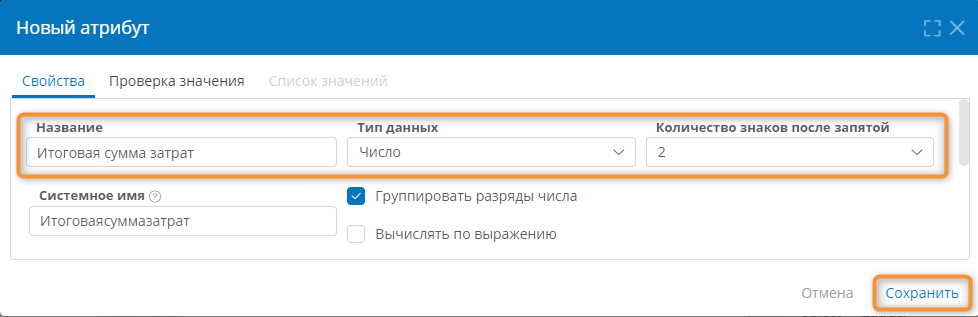 Новый атрибут
Свойства Проверка значения Список значений
Название Тип данных Количество знаков после запятой
Итоговая сумма затрат Число 2
Системное имя ? Группировать разряды числа
Итоговаясуммазатрат
Вычислять по выражению
Отмена Сохранить